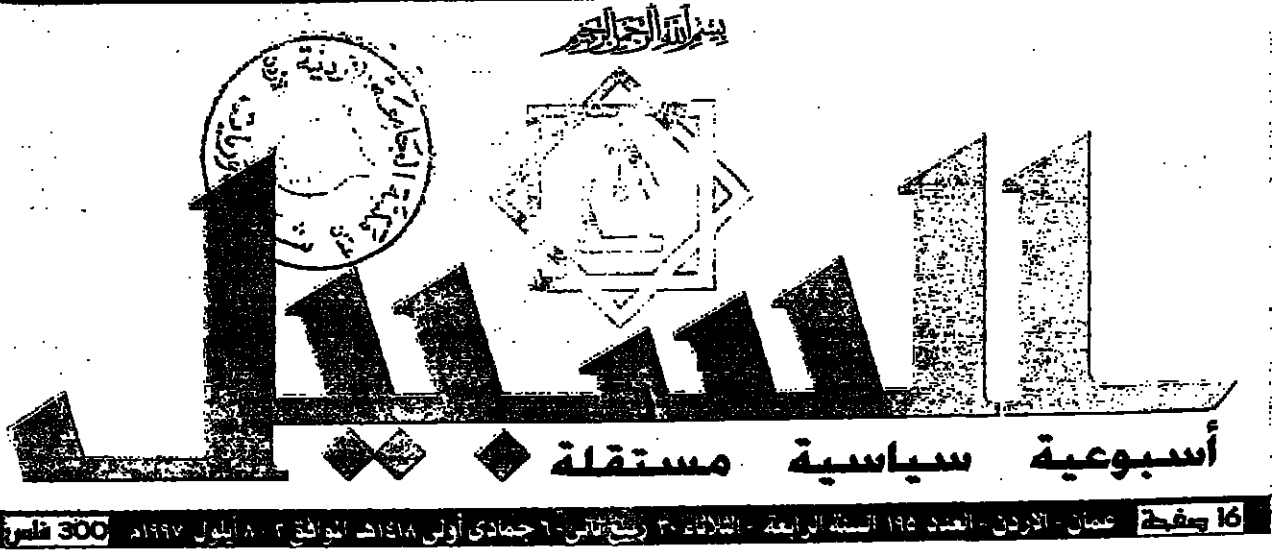 بسم الله الرحمن الرحيم
السبيل
أسبوعية سياسية مستقلة
16 صفحة عمان - الاردن - العدد ١٩٥ السنة الرابعة - الثلاثاء ٣٠ ربيع ثاني - ٦ جمادى أولى ١٤١٨هـ الموافق ٢ - ٨ أيلول ١٩٩٧م 300 فلس